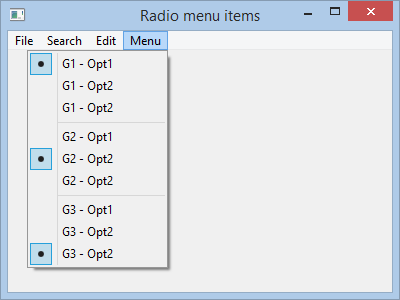 Radio menu items
File Search Edit Menu
G1 - Opt1
G1 - Opt2
G1 - Opt2
G2 - Opt1
G2 - Opt2
G2 - Opt2
G3 - Opt1
G3 - Opt2
G3 - Opt2